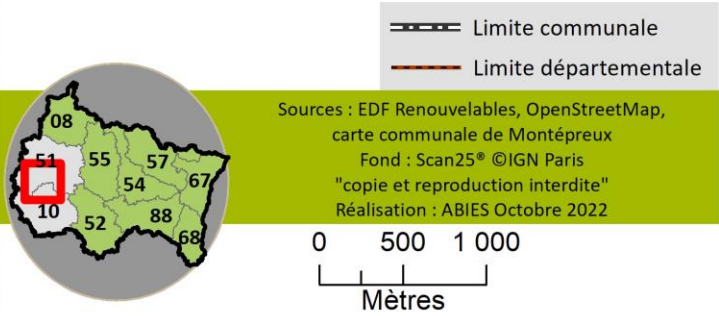 Limite communale
Limite départementale
Sources : EDF Renouvelables, OpenStreetMap,
carte communale de Montépreux
Fond : Scan25® ©IGN Paris
"copie et reproduction interdite"
Réalisation : ABIES Octobre 2022
08
51
55
57
54
67
10
52
88
68
0 500 1 000
Mètres